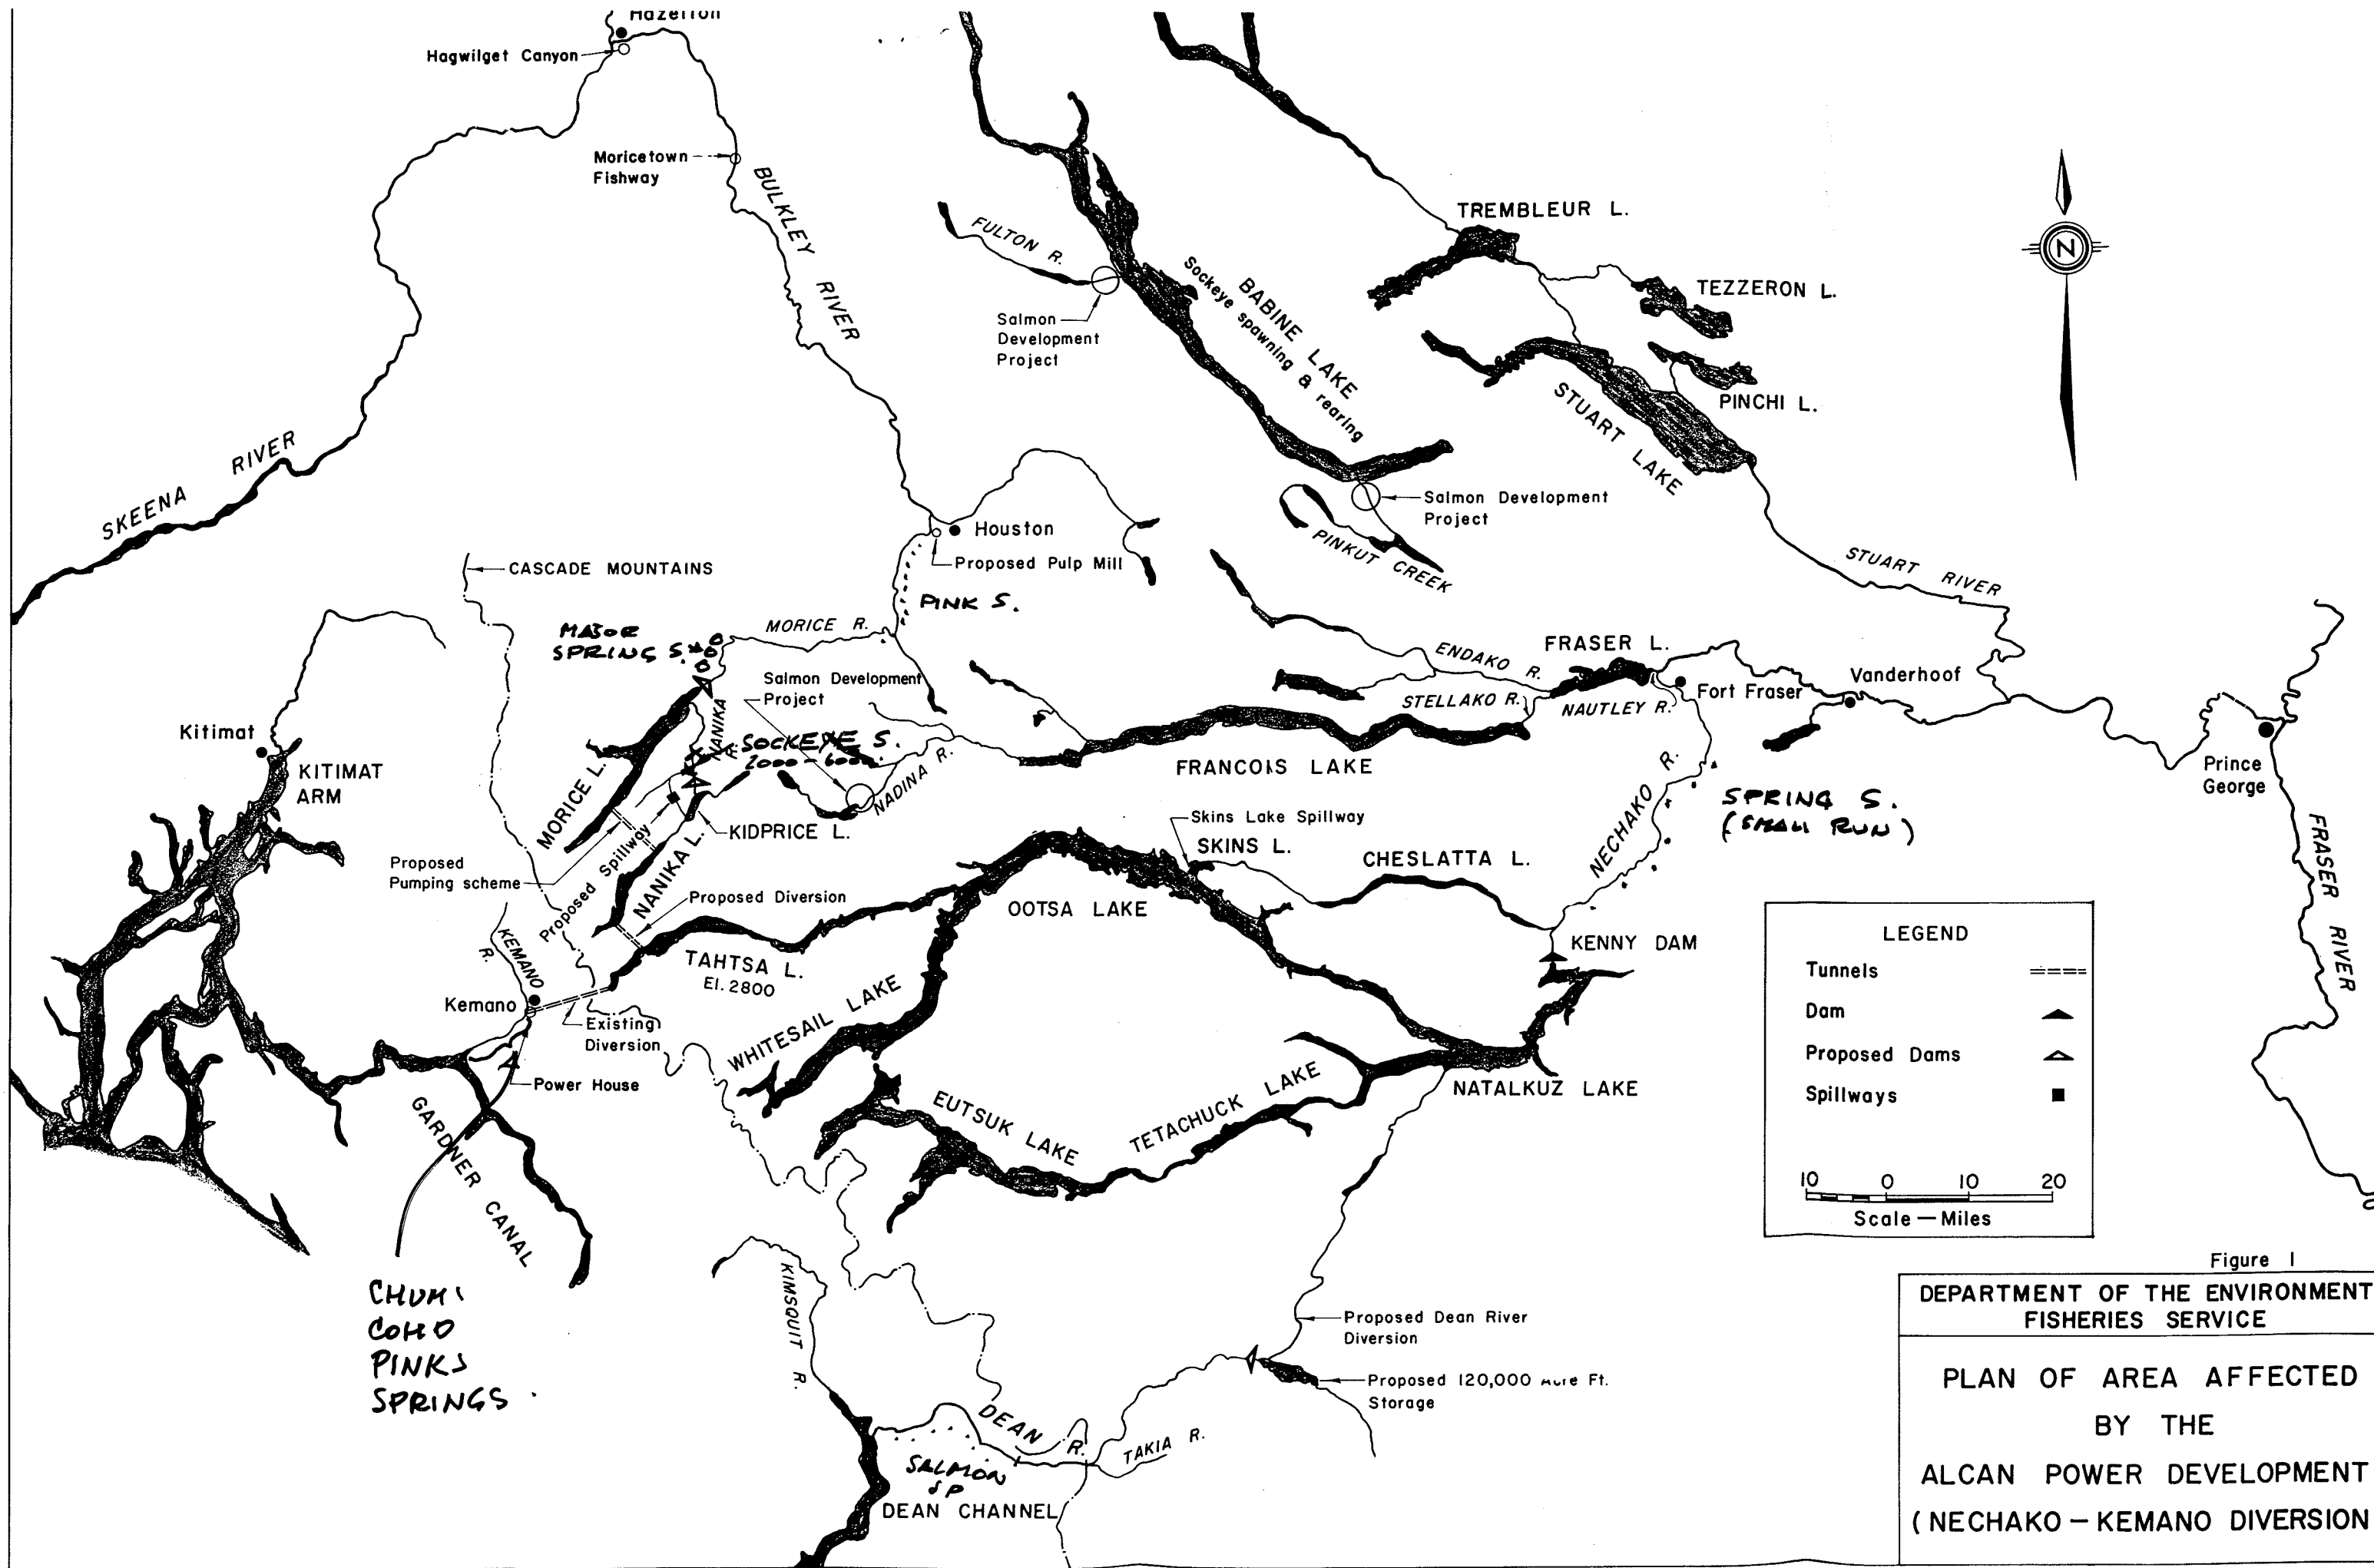 Hazelton
Hagwilget Canyon
Moricetown
Fishway
BULKLEY RIVER
SKEENA RIVER
FULTON R.
Salmon
Development
Project
BABINE LAKE
Sockeye spawning & rearing
TREMBLEUR L.
TEZZERON L.
PINCHI L.
STUART LAKE
N
Salmon Development
Project
PINKUT CREEK
STUART RIVER
Houston
Proposed Pulp Mill
PINK S.
CASCADE MOUNTAINS
MAJOR
SPRING S.
MORICE R.
Salmon Development
Project
NANIKA
R.
SOCKEYE S.
2000-6000
NADINA R.
Kitimat
KITIMAT
ARM
MORICE L.
KIDPRICE L.
Proposed
Pumping scheme
Proposed Spillway
NANIKA L.
Proposed Diversion
ENDAKO R.
FRASER L.
STELLAKO R.
NAUTLEY R.
Fort Fraser
Vanderhoof
FRANCOIS LAKE
Prince
George
NECHAKO R.
SPRING S.
(SMALL RUN)
FRASER RIVER
Skins Lake Spillway
SKINS L.
CHESLATTA L.
OOTSA LAKE
KENNY DAM
TAHTSA L.
El. 2800
KEMANO
R.
Kemano
Existing
Diversion
Power House
WHITESAIL LAKE
EUTSUK LAKE
TETACHUCK LAKE
NATALKUZ LAKE
GARDNER CANAL
CHUM
COHO
PINKS
SPRINGS
KIMSQUIT R.
Proposed Dean River
Diversion
Proposed 120,000 Acre Ft.
Storage
DEAN R.
TAKIA R.
SALMON
SP
DEAN CHANNEL
LEGEND
Tunnels
Dam
Proposed Dams
Spillways
10 0 10 20
Scale — Miles
Figure 1
DEPARTMENT OF THE ENVIRONMENT
FISHERIES SERVICE
PLAN OF AREA AFFECTED
BY THE
ALCAN POWER DEVELOPMENT
(NECHAKO — KEMANO DIVERSION